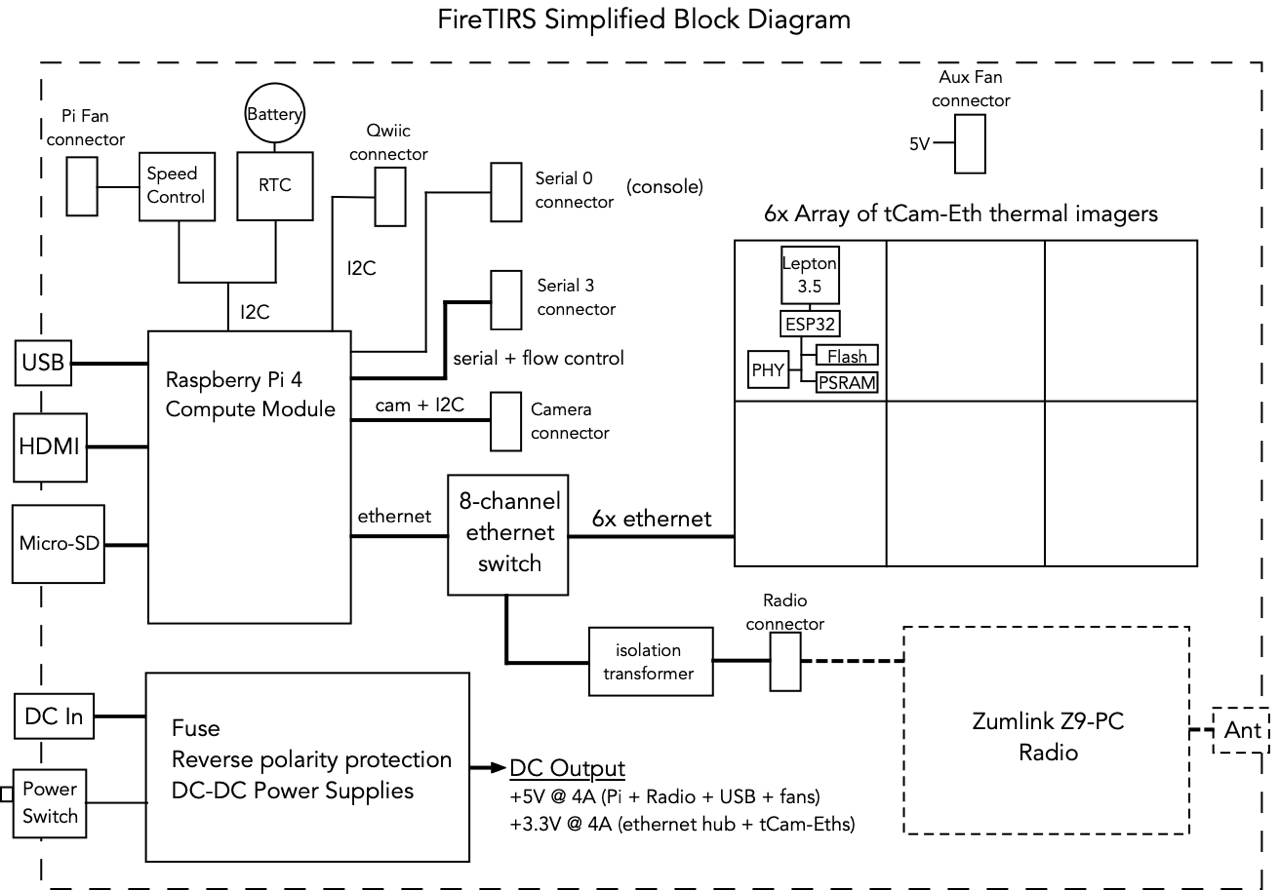 FireTIRS Simplified Block Diagram
Aux Fan
connector
5V
Pi Fan
connector
Battery
Speed
Control
RTC
Qwiic
connector
Serial 0
connector
(console)
I2C
I2C
Serial 3
connector
serial + flow control
6x Array of tCam-Eth thermal imagers
Lepton
3.5
ESP32
PHY
Flash
PSRAM
USB
HDMI
Micro-SD
Raspberry Pi 4
Compute Module
cam + I2C
Camera
connector
ethernet
8-channel
ethernet
switch
6x ethernet
isolation
transformer
Radio
connector
Zumlink Z9-PC
Radio
Ant
DC In
Power
Switch
Fuse
Reverse polarity protection
DC-DC Power Supplies
DC Output
+5V @ 4A (Pi + Radio + USB + fans)
+3.3V @ 4A (ethernet hub + tCam-Eths)